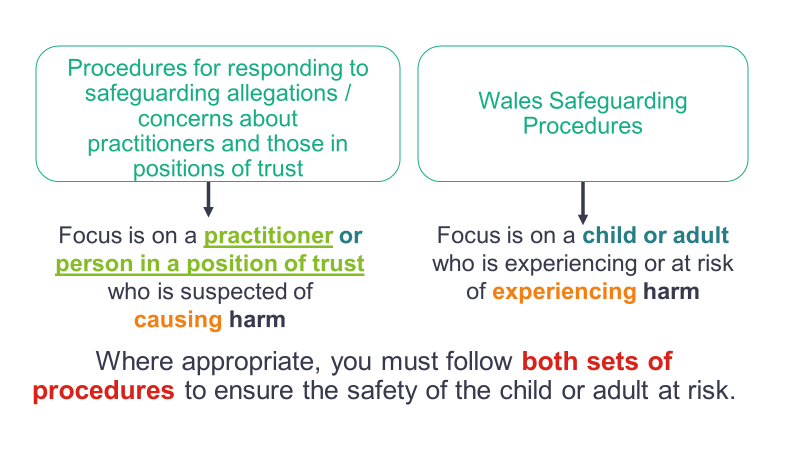 Procedures for responding to
safeguarding allegations /
concerns about
practitioners and those in
positions of trust
Wales Safeguarding
Procedures
Focus is on a practitioner or
person in a position of trust
who is suspected of
causing harm
Focus is on a child or adult
who is experiencing or at risk
of experiencing harm
Where appropriate, you must follow both sets of
procedures to ensure the safety of the child or adult at risk.